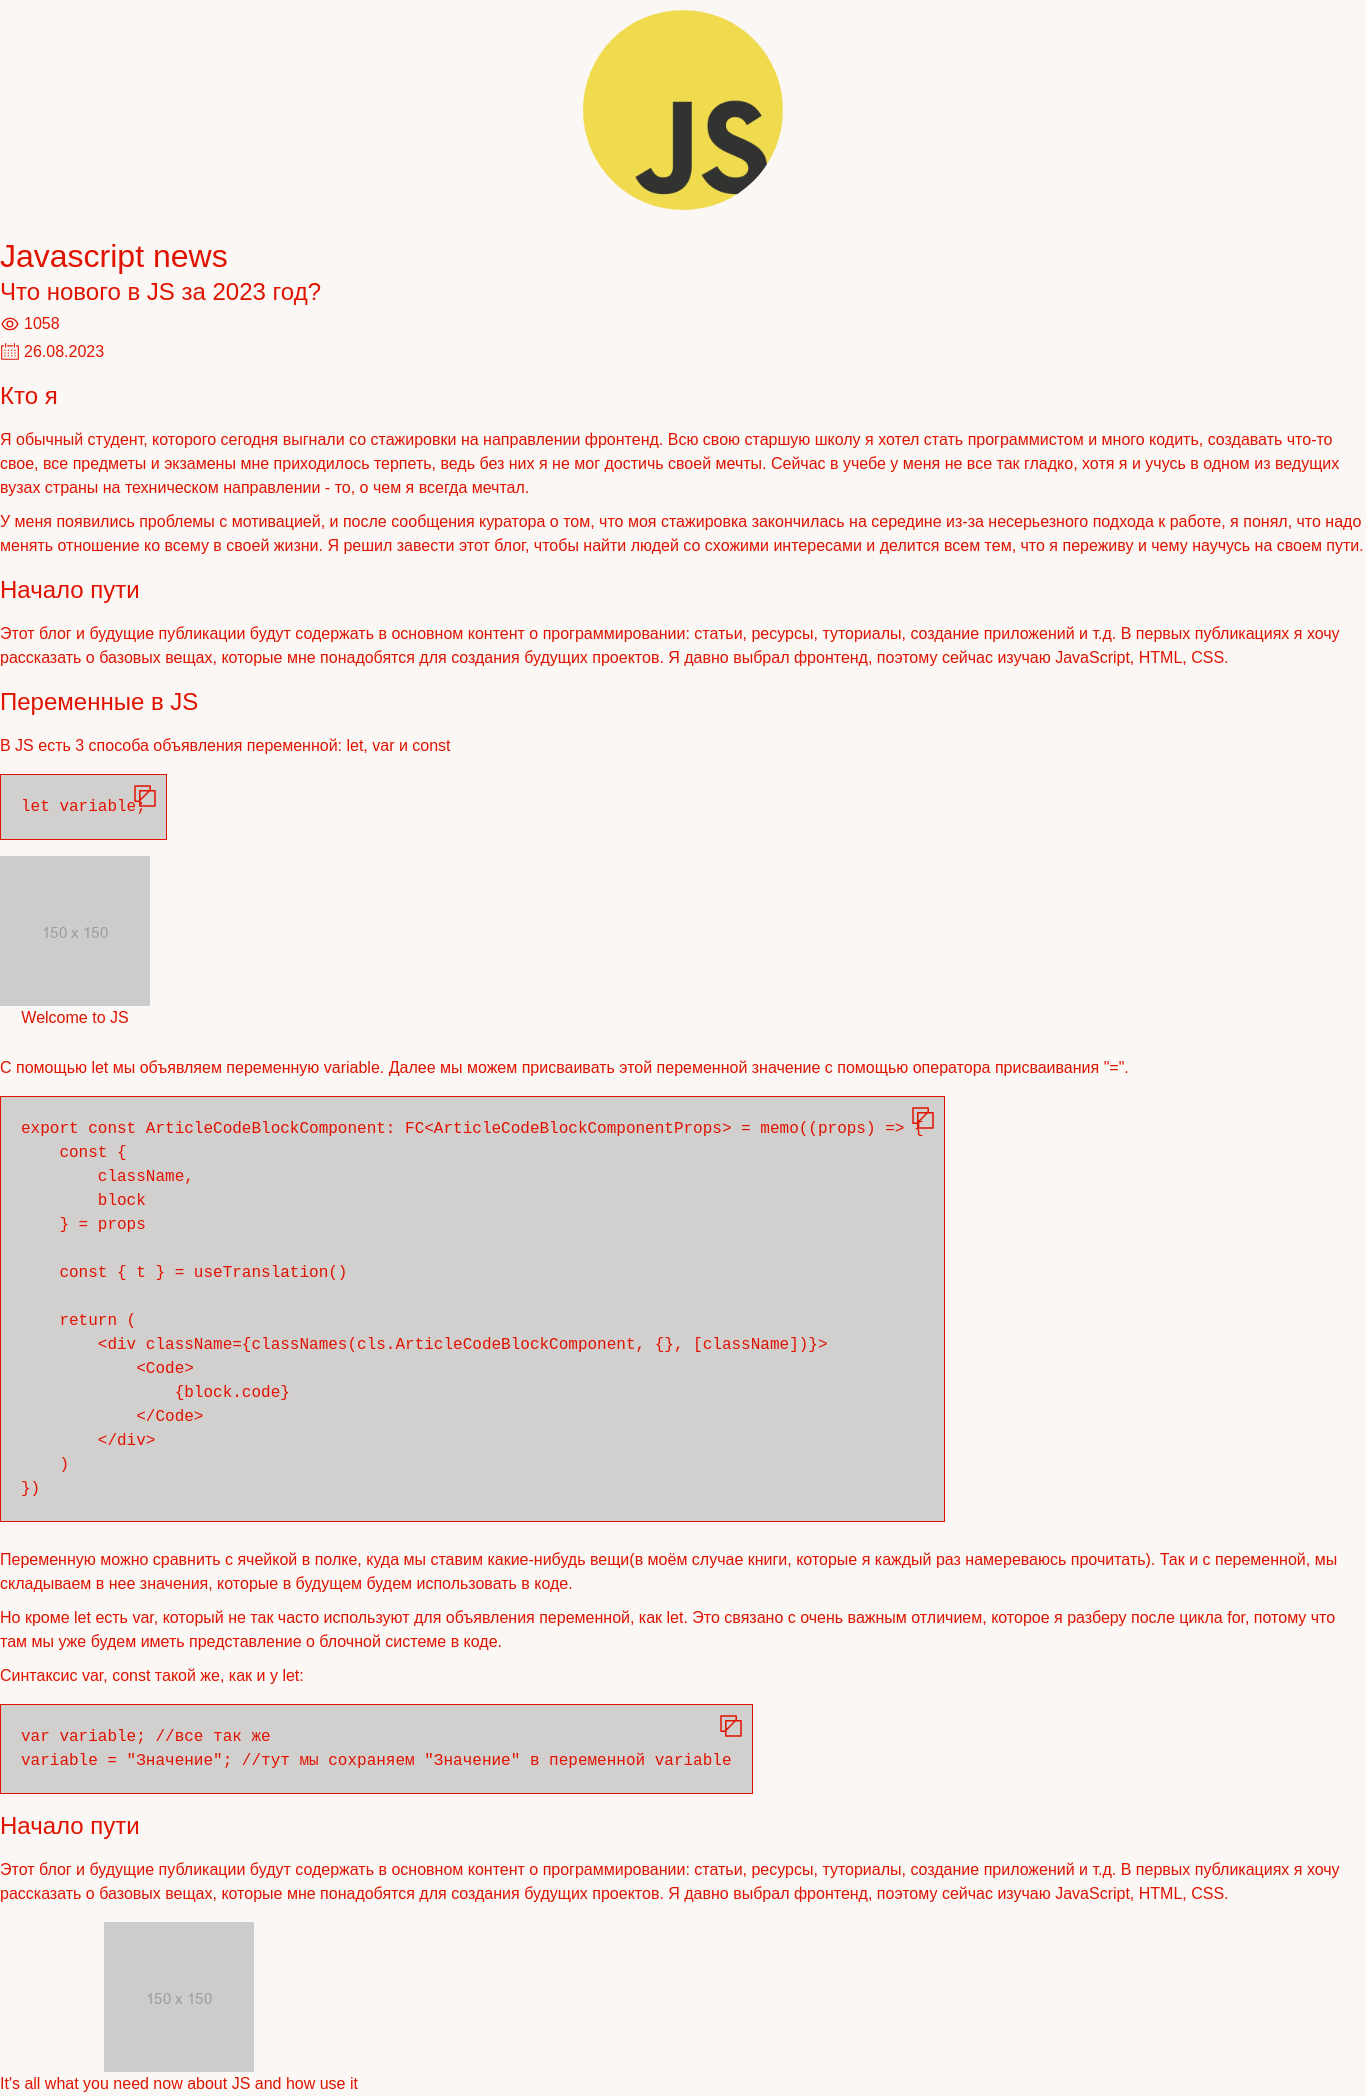 JS
Javascript news
Что нового в JS за 2023 год?
1058
26.08.2023
Кто я
Я обычный студент, которого сегодня выгнали со стажировки на направлении фронтенд. Всю свою старшую школу я хотел стать программистом и много кодить, создавать что-то
свое, все предметы и экзамены мне приходилось терпеть, ведь без них я не мог достичь своей мечты. Сейчас в учебе у меня не все так гладко, хотя я и учусь в одном из ведущих
вузах страны на техническом направлении - то, о чем я всегда мечтал.
У меня появились проблемы с мотивацией, и после сообщения куратора о том, что моя стажировка закончилась на середине из-за несерьезного подхода к работе, я понял, что надо
менять отношение ко всему в своей жизни. Я решил завести этот блог, чтобы найти людей со схожими интересами и делится всем тем, что я переживу и чему научусь на своем пути.
Начало пути
Этот блог и будущие публикации будут содержать в основном контент о программировании: статьи, ресурсы, туториалы, создание приложений и т.д. В первых публикациях я хочу
рассказать о базовых вещах, которые мне понадобятся для создания будущих проектов. Я давно выбрал фронтенд, поэтому сейчас изучаю JavaScript, HTML, CSS.
Переменные в JS
В JS есть 3 способа объявления переменной: let, var и const
let variable;
150 x 150
Welcome to JS
С помощью let мы объявляем переменную variable. Далее мы можем присваивать этой переменной значение с помощью оператора присваивания "=".
export const ArticleCodeBlockComponent: FC<ArticleCodeBlockComponentProps> = memo((props) => {
    const {
        className,
        block
    } = props
    const { t } = useTranslation()
    return (
        <div className={classNames(cls.ArticleCodeBlockComponent, {}, [className])}>
            <Code>
                {block.code}
            </Code>
        </div>
    )
})
Переменную можно сравнить с ячейкой в полке, куда мы ставим какие-нибудь вещи(в моём случае книги, которые я каждый раз намереваюсь прочитать). Так и с переменной, мы
складываем в нее значения, которые в будущем будем использовать в коде.
Но кроме let есть var, который не так часто используют для объявления переменной, как let. Это связано с очень важным отличием, которое я разберу после цикла for, потому что
там мы уже будем иметь представление о блочной системе в коде.
Синтаксис var, const такой же, как и у let:
var variable; //все так же
variable = "Значение"; //тут мы сохраняем "Значение" в переменной variable
Начало пути
Этот блог и будущие публикации будут содержать в основном контент о программировании: статьи, ресурсы, туториалы, создание приложений и т.д. В первых публикациях я хочу
рассказать о базовых вещах, которые мне понадобятся для создания будущих проектов. Я давно выбрал фронтенд, поэтому сейчас изучаю JavaScript, HTML, CSS.
150 x 150
It's all what you need now about JS and how use it